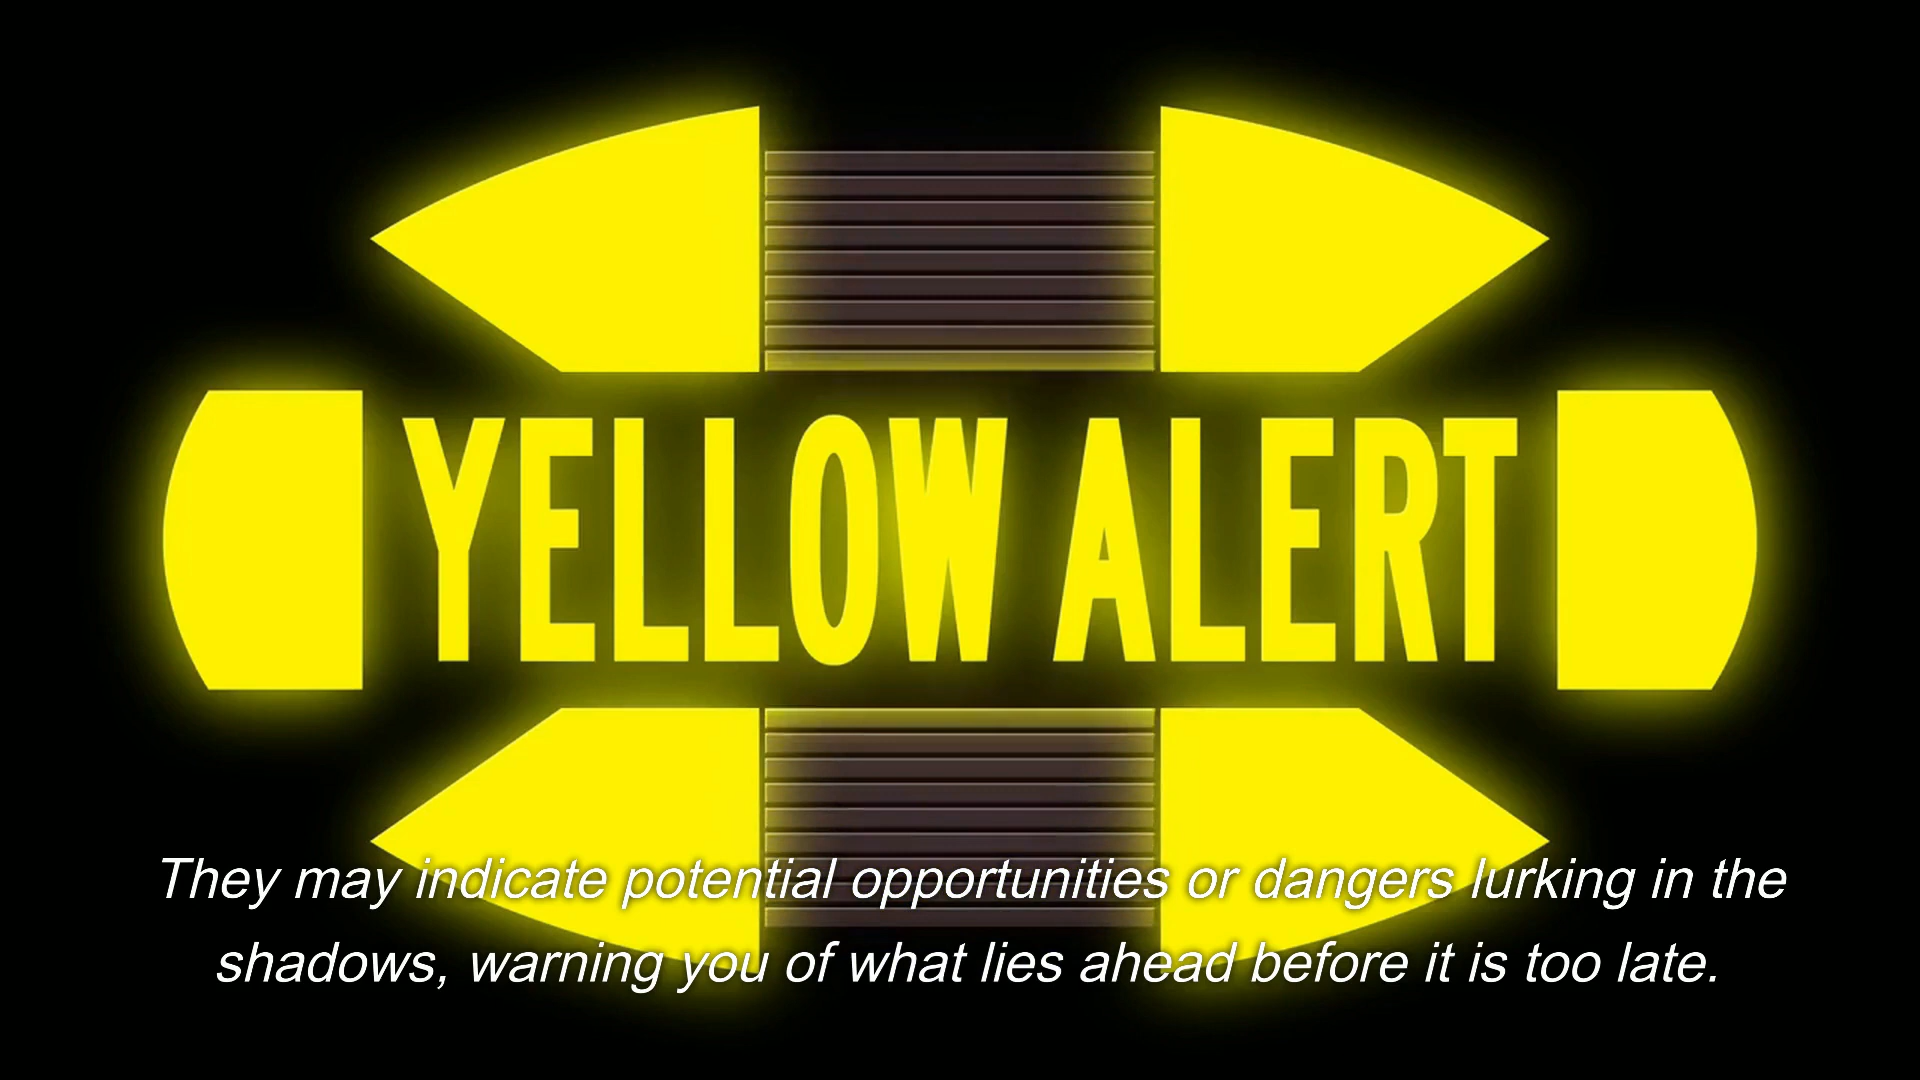 YELLOW ALERT
They may indicate potential opportunities or dangers lurking in the
shadows, warning you of what lies ahead before it is too late.